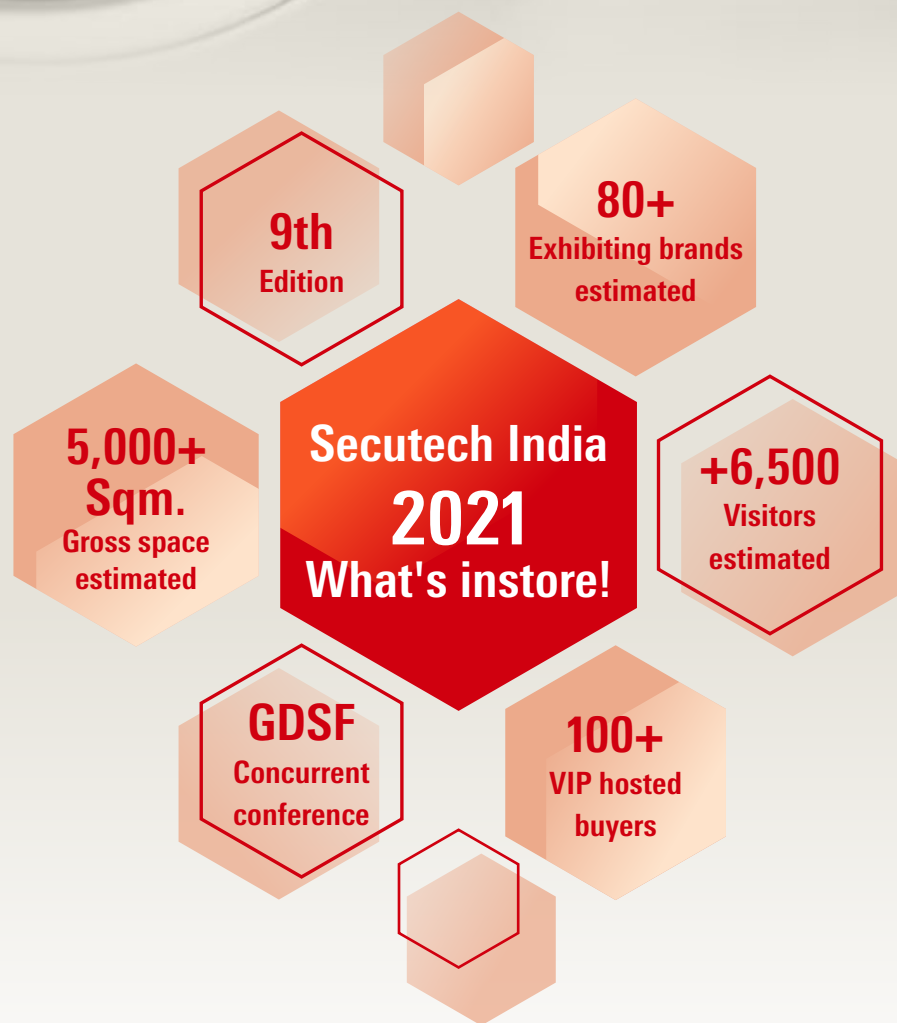 9th
Edition
80+
Exhibiting brands
estimated
5,000+
Sqm.
Gross space
estimated
Secutech India
2021
What's instore!
+6,500
Visitors
estimated
GDSF
Concurrent
conference
100+
VIP hosted
buyers